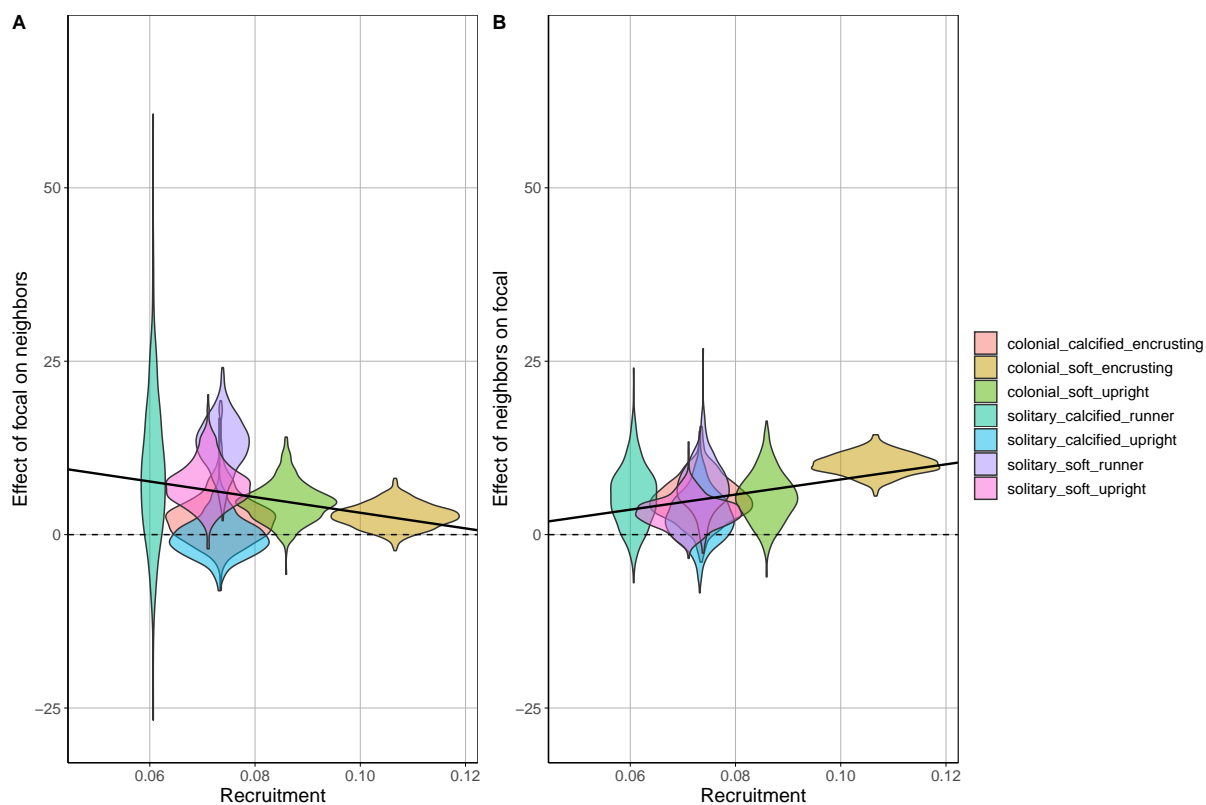 A
B
Effect of focal on neighbors
50
25
0
−25
0.06
0.08
0.10
0.12
Recruitment
Effect of neighbors on focal
50
25
0
−25
0.06
0.08
0.10
0.12
Recruitment
colonial_calcified_encrusting
colonial_soft_encrusting
colonial_soft_upright
solitary_calcified_runner
solitary_calcified_upright
solitary_soft_runner
solitary_soft_upright